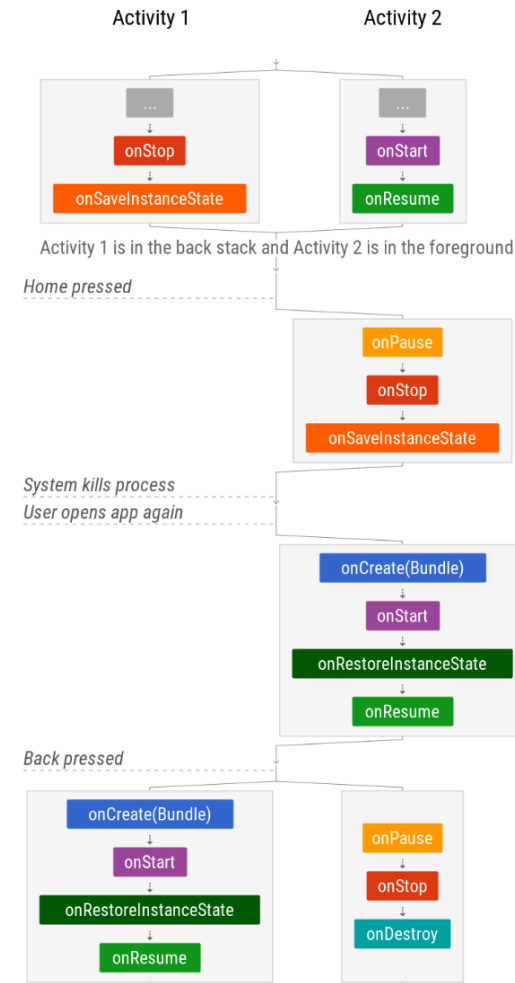 Activity 1
Activity 2
...
onStop
onSaveInstanceState
...
onStart
onResume
Activity 1 is in the back stack and Activity 2 is in the foreground
Home pressed
onPause
onStop
onSaveInstanceState
System kills process
User opens app again
onCreate(Bundle)
onStart
onRestoreInstanceState
onResume
Back pressed
onCreate(Bundle)
onStart
onRestoreInstanceState
onResume
onPause
onStop
onDestroy